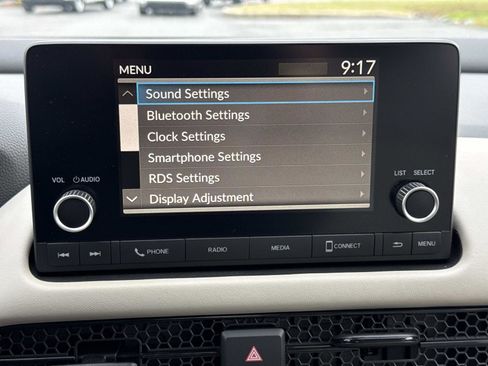 MENU 9:17
Sound Settings
Bluetooth Settings
Clock Settings
Smartphone Settings
RDS Settings
Display Adjustment
VOL AUDIO
LIST SELECT
PHONE RADIO MEDIA CONNECT MENU